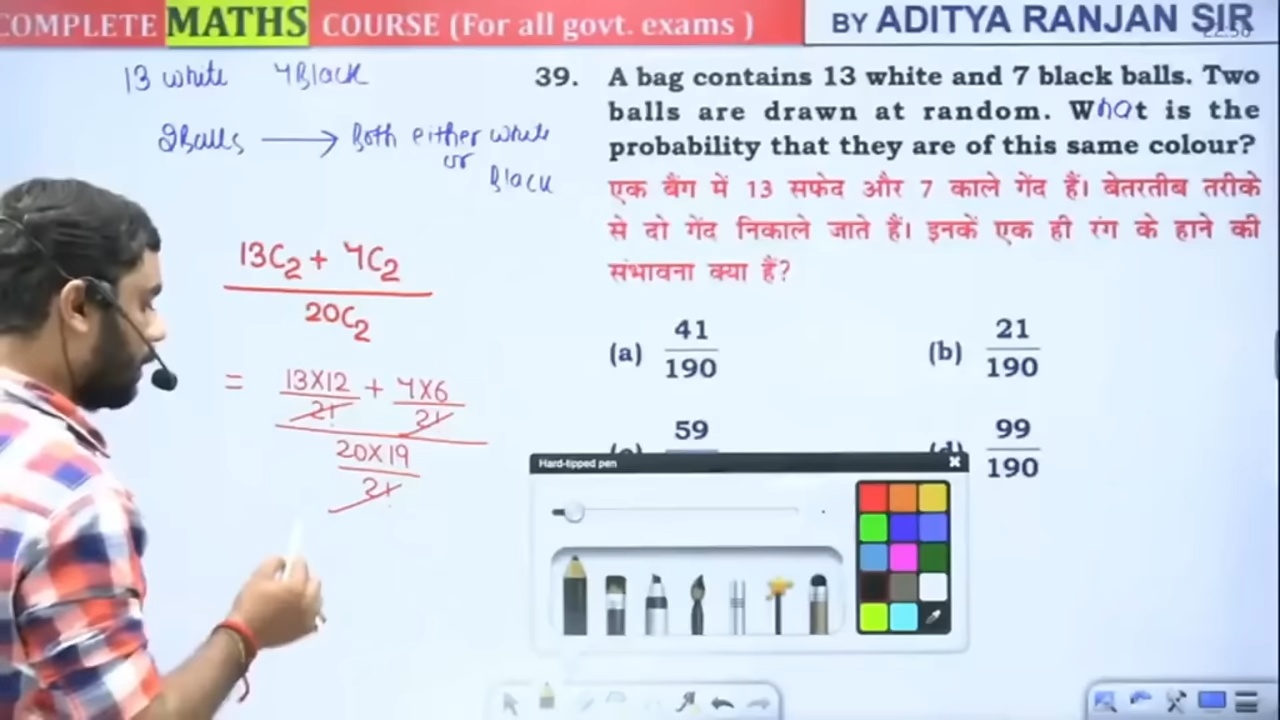 COMPLETE MATHS COURSE (For all govt. exams )
BY ADITYA RANJAN SIR
13 white 7Black
2Balls → Both either white
or
Black
13C₂ + 7C₂
20C₂
= 13×12 + 7×6
2! 2!
20×19
2!
39. A bag contains 13 white and 7 black balls. Two
balls are drawn at random. What is the
probability that they are of this same colour?
एक बैंग में 13 सफेद और 7 काले गेंद हैं। बेतरतीब तरीके
से दो गेंद निकाले जाते हैं। इनकें एक ही रंग के हाने की
संभावना क्या हैं?
(a) 41/190 (b) 21/190
59 (d) 99/190
Hard-tipped pen